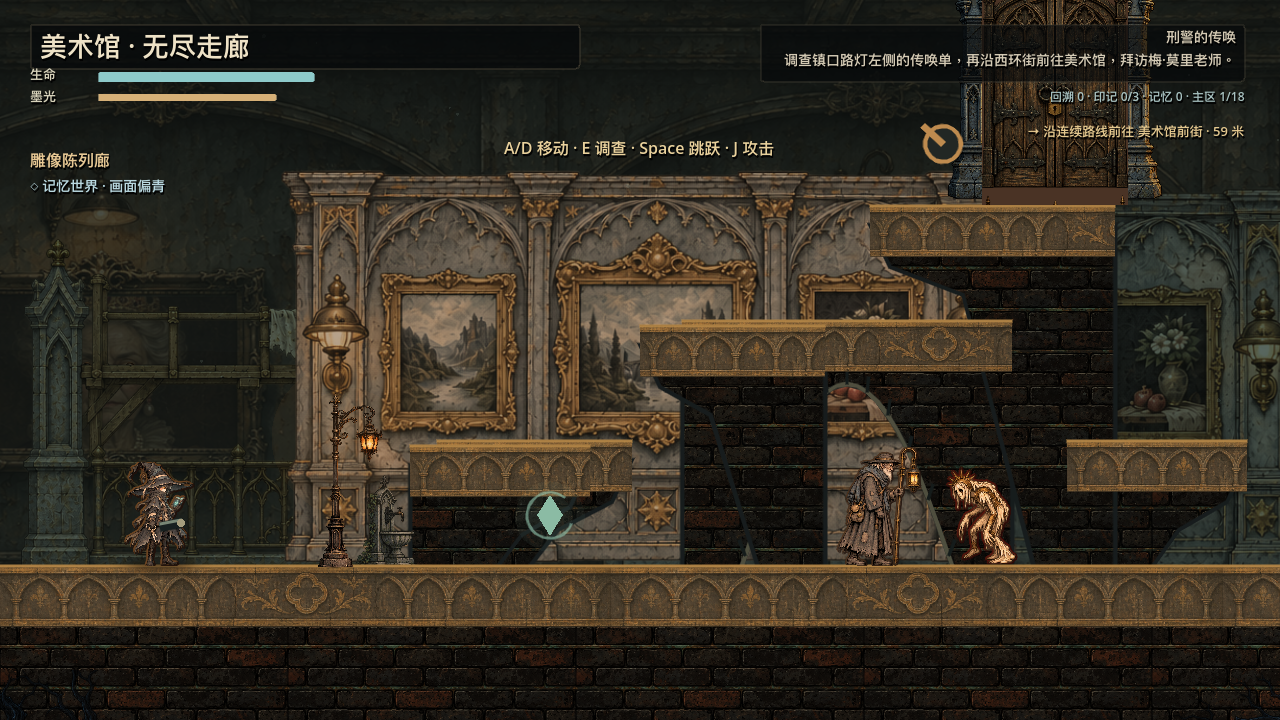 美术馆 · 无尽走廊
生命
墨光
雕像陈列廊
◇ 记忆世界 · 画面偏青
A/D 移动 · E 调查 · Space 跳跃 · J 攻击
刑警的传唤
调查镇口路灯左侧的传唤单，再沿西环街前往美术馆，拜访梅·莫里老师。
回溯 0 · 印记 0/3 · 记忆 0 · 主区 1/18
→ 沿连续路线前往 美术馆前街 · 59 米